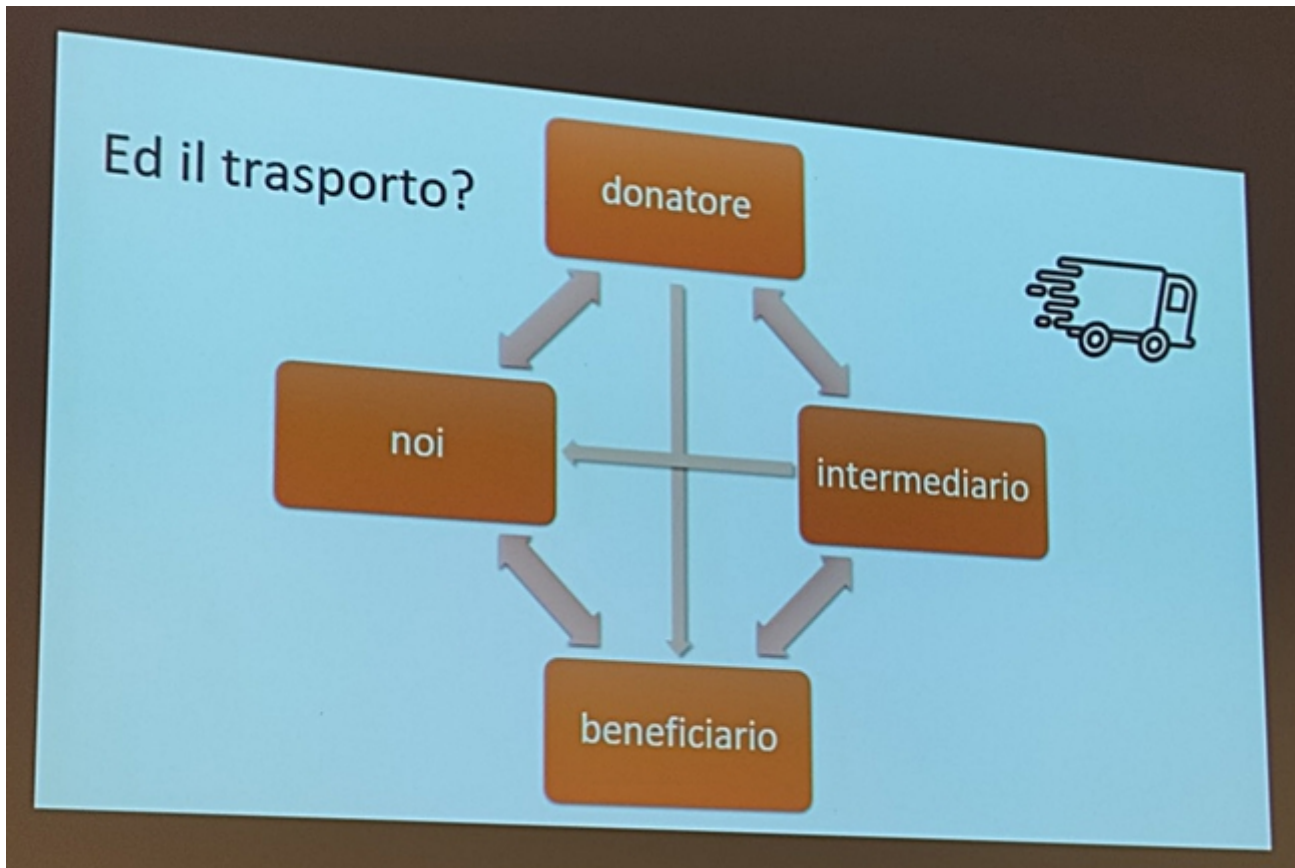 Ed il trasporto?
donatore
noi
intermediario
beneficiario